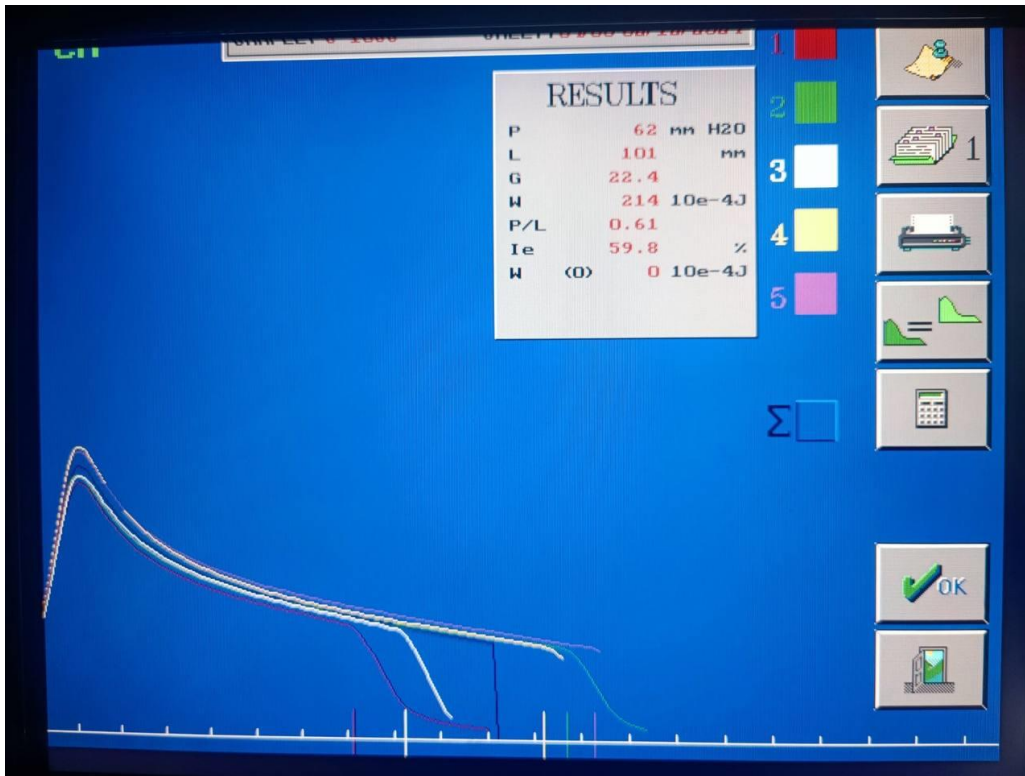 RESULTS
P 62 mm H2O
L 101 mm
G 22.4
W 214 10e-4J
P/L 0.61
Ie 59.8 %
W (0) 0 10e-4J
1
2
3
4
5
Σ
1
=
OK